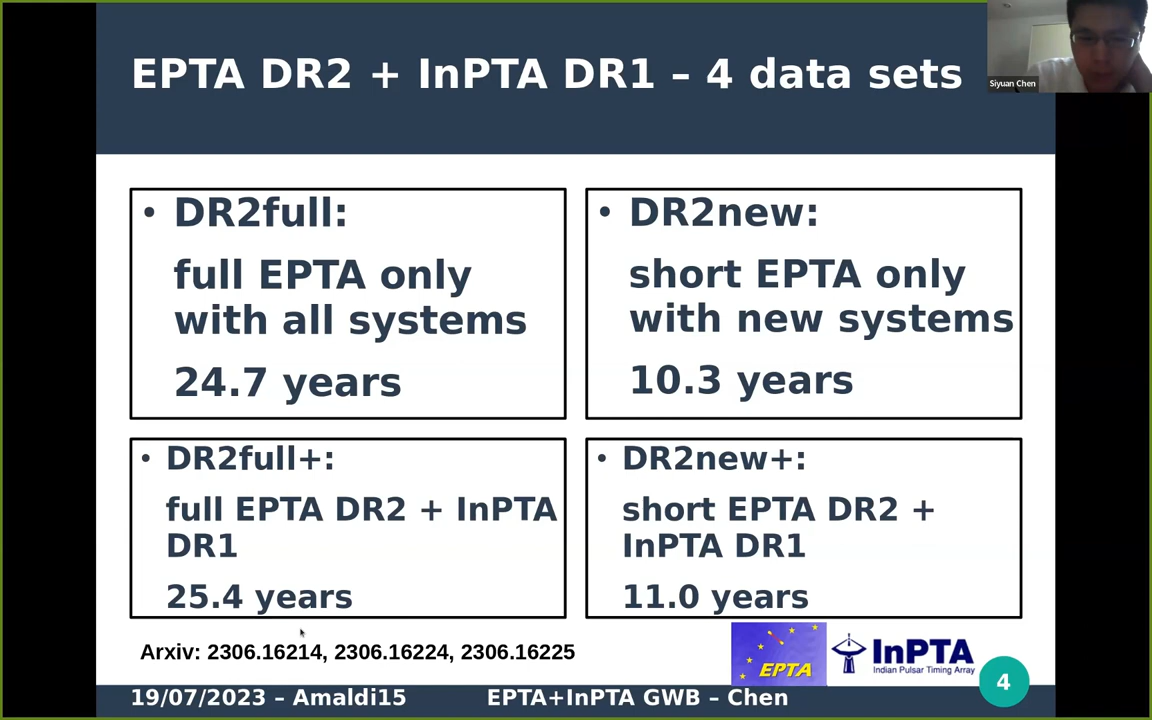 EPTA DR2 + InPTA DR1 – 4 data sets
Siyuan Chen
• DR2full:
full EPTA only
with all systems
24.7 years
• DR2new:
short EPTA only
with new systems
10.3 years
• DR2full+:
full EPTA DR2 + InPTA
DR1
25.4 years
• DR2new+:
short EPTA DR2 +
InPTA DR1
11.0 years
Arxiv: 2306.16214, 2306.16224, 2306.16225
EPTA
InPTA
Indian Pulsar Timing Array
4
19/07/2023 – Amaldi15
EPTA+InPTA GWB – Chen